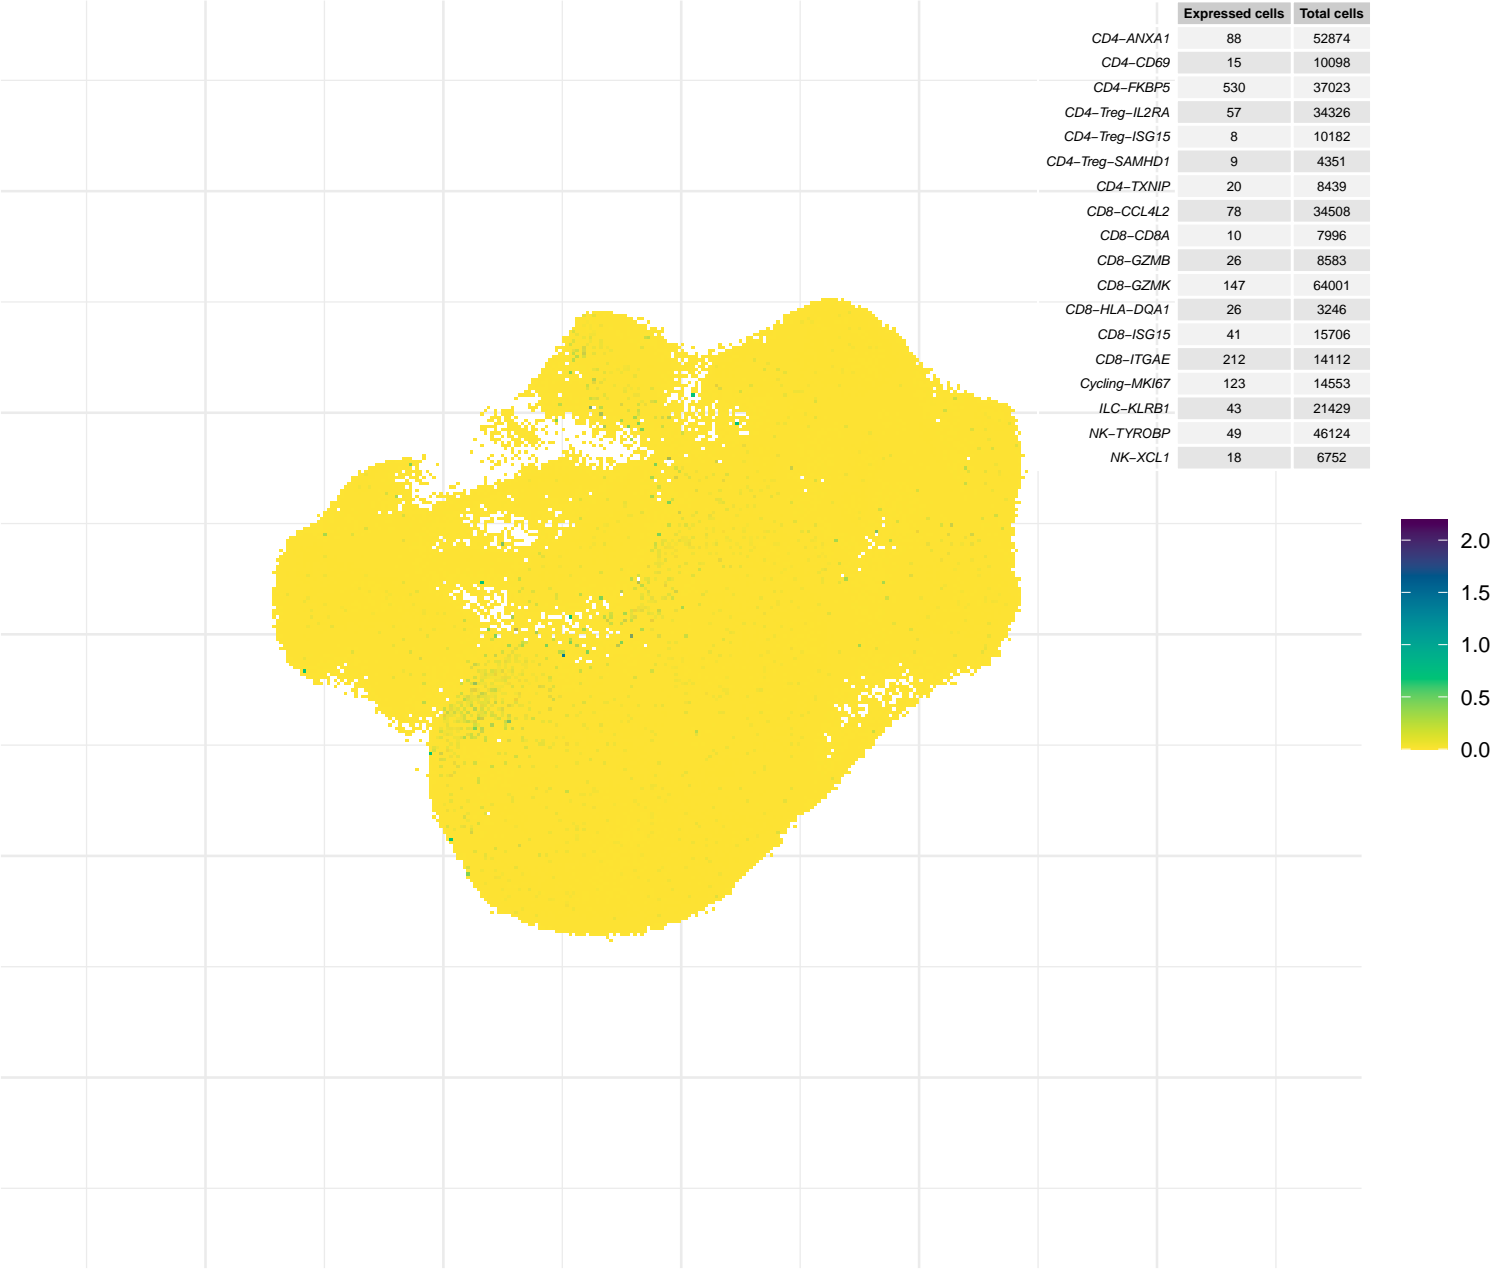 Expressed cells Total cells
CD4−ANXA1 88 52874
CD4−CD69 15 10098
CD4−FKBP5 530 37023
CD4−Treg−IL2RA 57 34326
CD4−Treg−ISG15 8 10182
CD4−Treg−SAMHD1 9 4351
CD4−TXNIP 20 8439
CD8−CCL4L2 78 34508
CD8−CD8A 10 7996
CD8−GZMB 26 8583
CD8−GZMK 147 64001
CD8−HLA−DQA1 26 3246
CD8−ISG15 41 15706
CD8−ITGAE 212 14112
Cycling−MKI67 123 14553
ILC−KLRB1 43 21429
NK−TYROBP 49 46124
NK−XCL1 18 6752
2.0
1.5
1.0
0.5
0.0